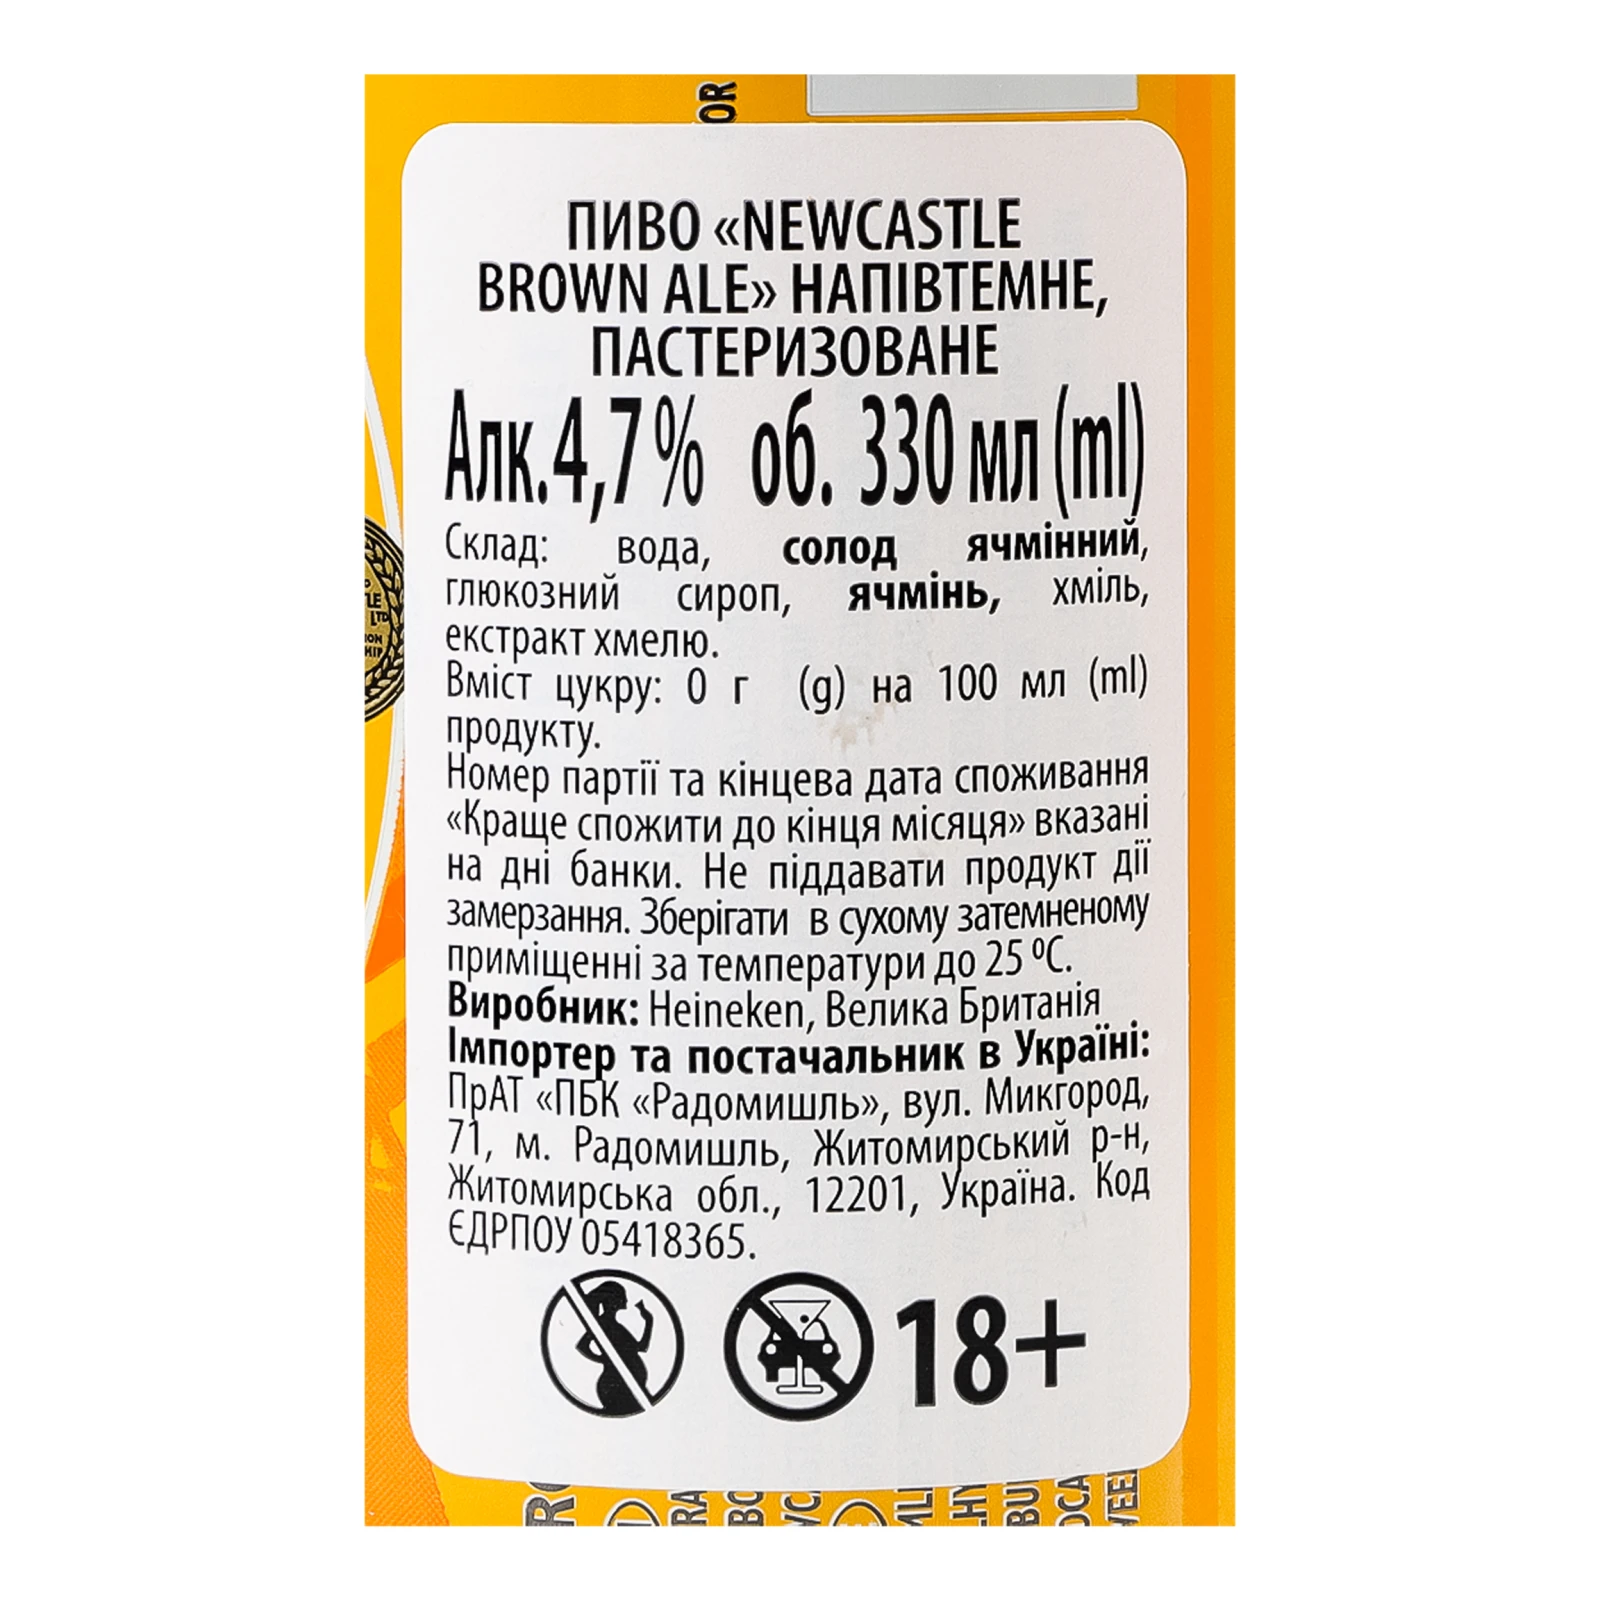 OR
ПИВО «NEWCASTLE
BROWN ALE» НАПІВТЕМНЕ,
ПАСТЕРИЗОВАНЕ
Алк.4,7% об. 330 мл (ml)
Склад: вода, солод ячмінний,
глюкозний сироп, ячмінь, хміль,
екстракт хмелю.
Вміст цукру: 0 г (g) на 100 мл (ml)
продукту.
Номер партії та кінцева дата споживання
«Краще спожити до кінця місяця» вказані
на дні банки. Не піддавати продукт дії
замерзання. Зберігати в сухому затемненому
приміщенні за температури до 25 ºС.
Виробник: Heineken, Велика Британія
Імпортер та постачальник в Україні:
ПрАТ «ПБК «Радомишль», вул. Микгород,
71, м. Радомишль, Житомирський р-н,
Житомирська обл., 12201, Україна. Код
ЄДРПОУ 05418365.
18+